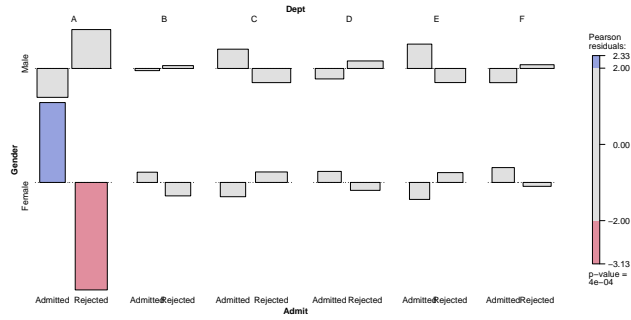 Dept
A B C D E F
Pearson
residuals:
2.33
2.00
0.00
−2.00
−3.13
p−value =
4e−04
Gender
Male
Female
Admitted Rejected Admitted Rejected Admitted Rejected Admitted Rejected Admitted Rejected Admitted Rejected
Admit